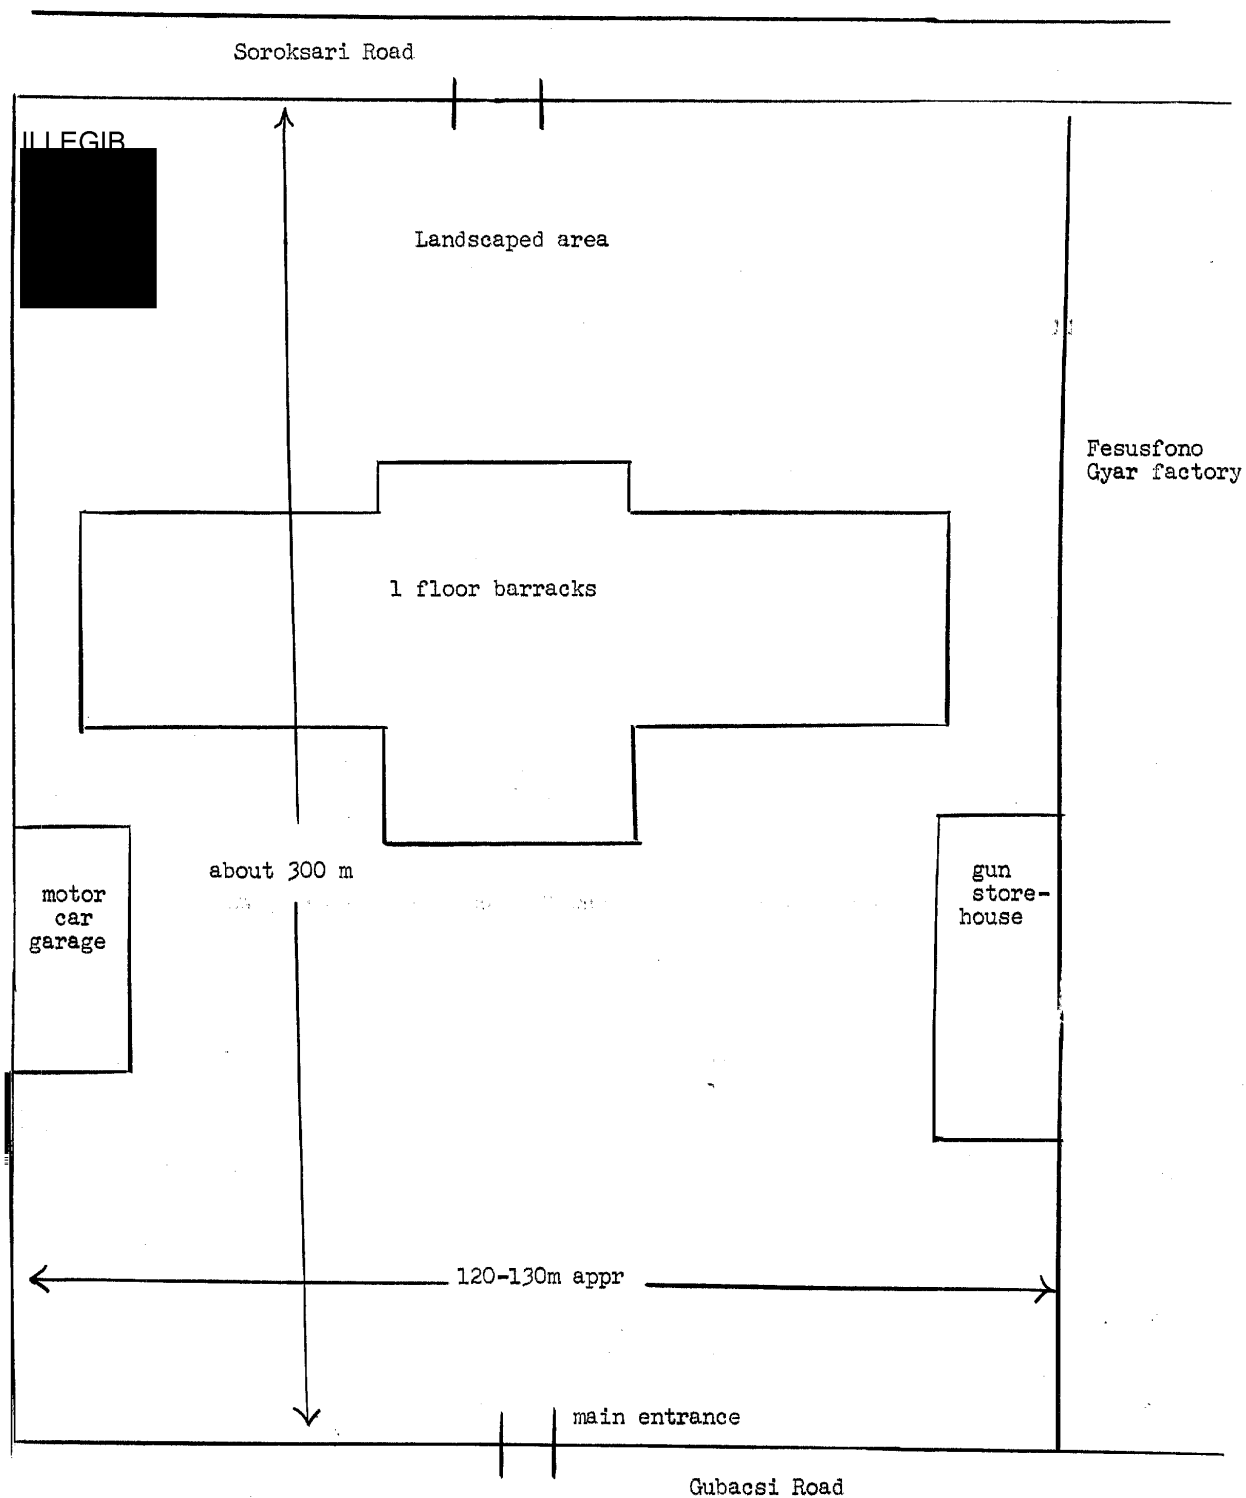 Soroksari Road
ILLEGIB
Landscaped area
Fesusfono
Gyar factory
1 floor barracks
about 300 m
motor
car
garage
gun
store-
house
120-130m appr
main entrance
Gubacsi Road